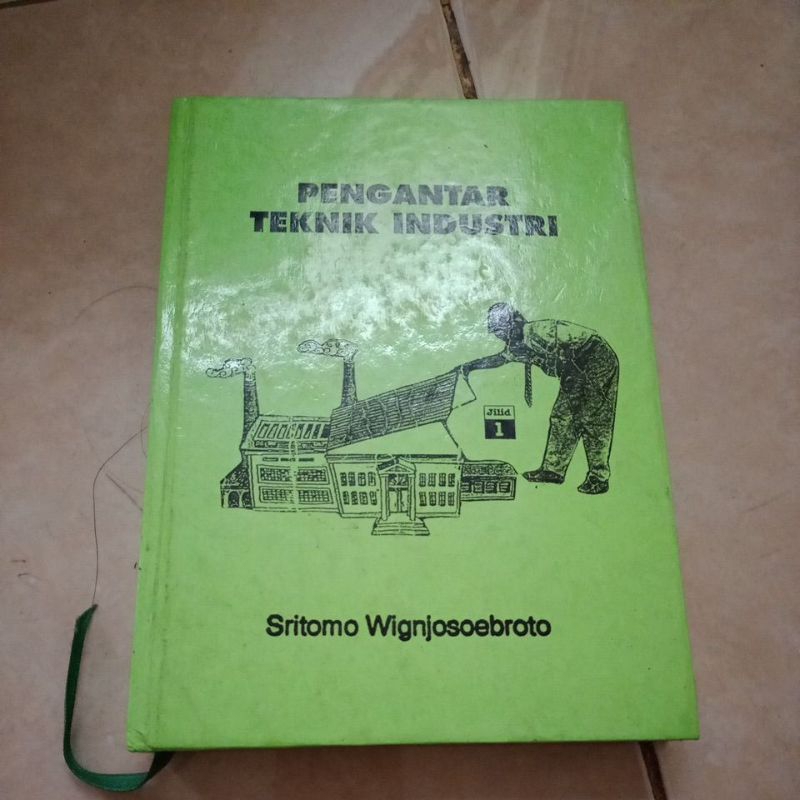 PENGANTAR
TEKNIK INDUSTRI
Jilid
1
Sritomo Wignjosoebroto